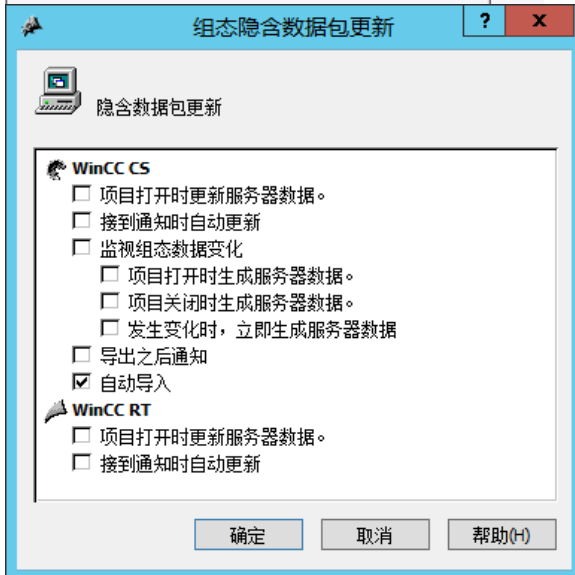 组态隐含数据包更新
?
x
隐含数据包更新
WinCC CS
项目打开时更新服务器数据。
接到通知时自动更新
监视组态数据变化
项目打开时生成服务器数据。
项目关闭时生成服务器数据。
发生变化时，立即生成服务器数据
导出之后通知
自动导入
WinCC RT
项目打开时更新服务器数据。
接到通知时自动更新
确定
取消
帮助(H)